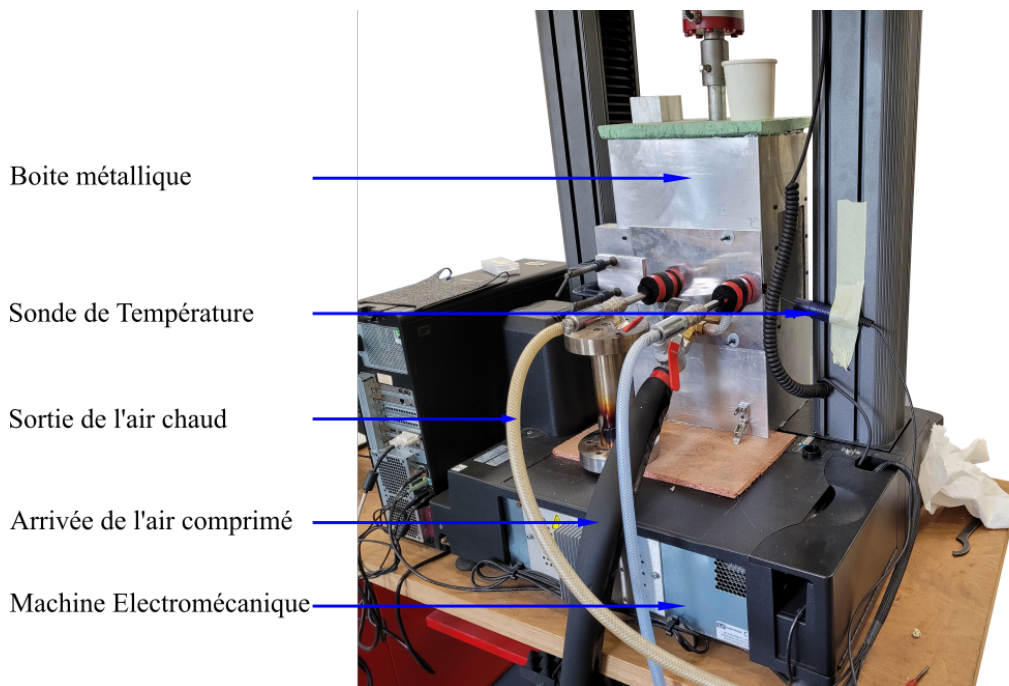 Boite métallique
Sonde de Température
Sortie de l'air chaud
Arrivée de l'air comprimé
Machine Electromécanique